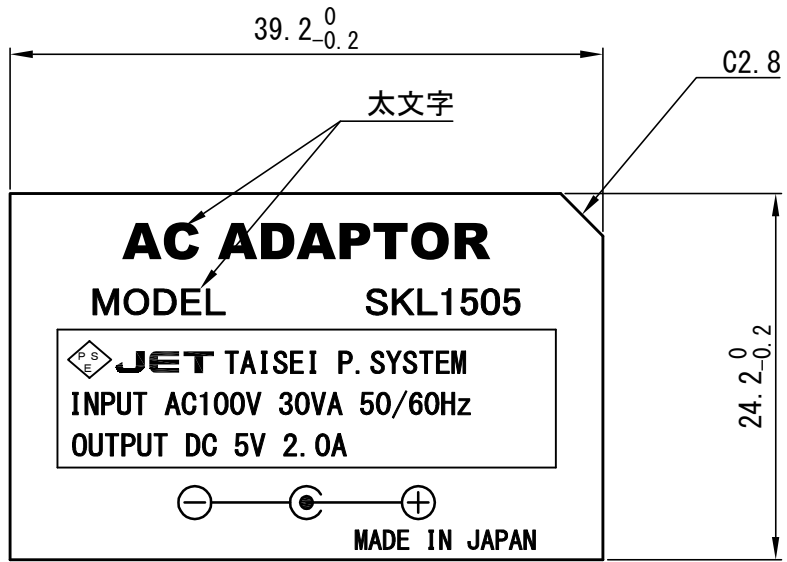 39.2 0 -0.2
C2.8
太文字
AC ADAPTOR
MODEL SKL1505
PSE JET TAISEI P.SYSTEM
INPUT AC100V 30VA 50/60Hz
OUTPUT DC 5V 2.0A
24.2 0 -0.2
− +
MADE IN JAPAN